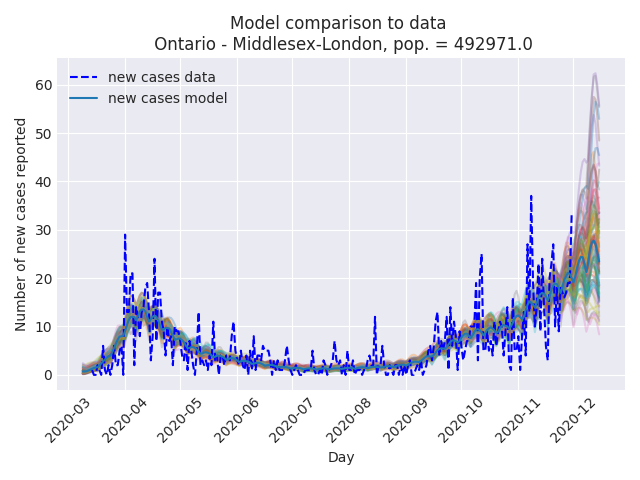 Model comparison to data
Ontario - Middlesex-London, pop. = 492971.0
new cases data
new cases model
Number of new cases reported
60
50
40
30
20
10
0
2020-03
2020-04
2020-05
2020-06
2020-07
2020-08
2020-09
2020-10
2020-11
2020-12
Day